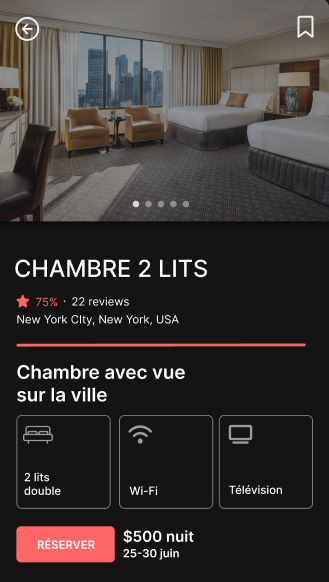 CHAMBRE 2 LITS
75% · 22 reviews
New York CIty, New York, USA
Chambre avec vue
sur la ville
2 lits
double
Wi-Fi
Télévision
RÉSERVER
$500 nuit
25-30 juin